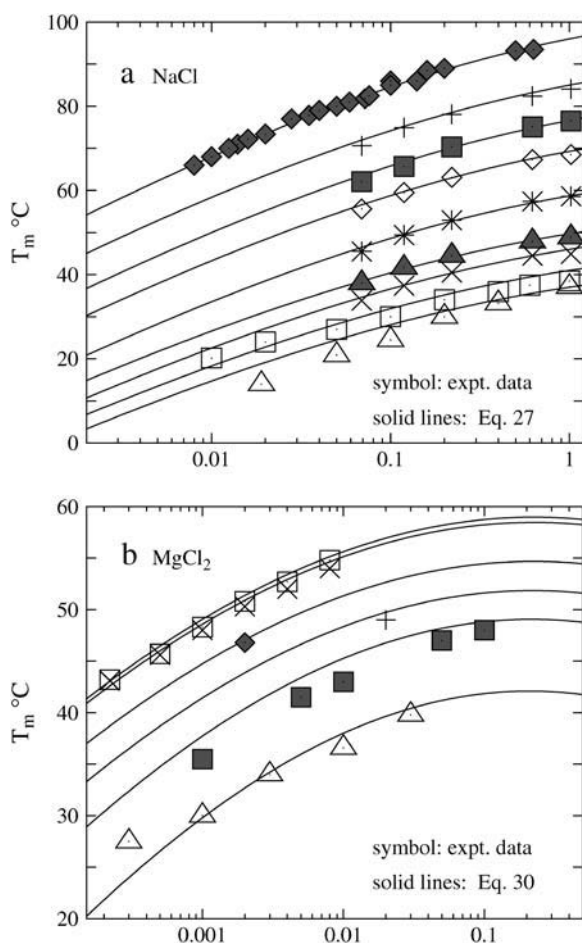 100
a NaCl
80
60
T_m °C
40
20
symbol: expt. data
solid lines: Eq. 27
0
0.01 0.1 1
60
b MgCl₂
50
T_m °C
40
30
symbol: expt. data
solid lines: Eq. 30
20
0.001 0.01 0.1